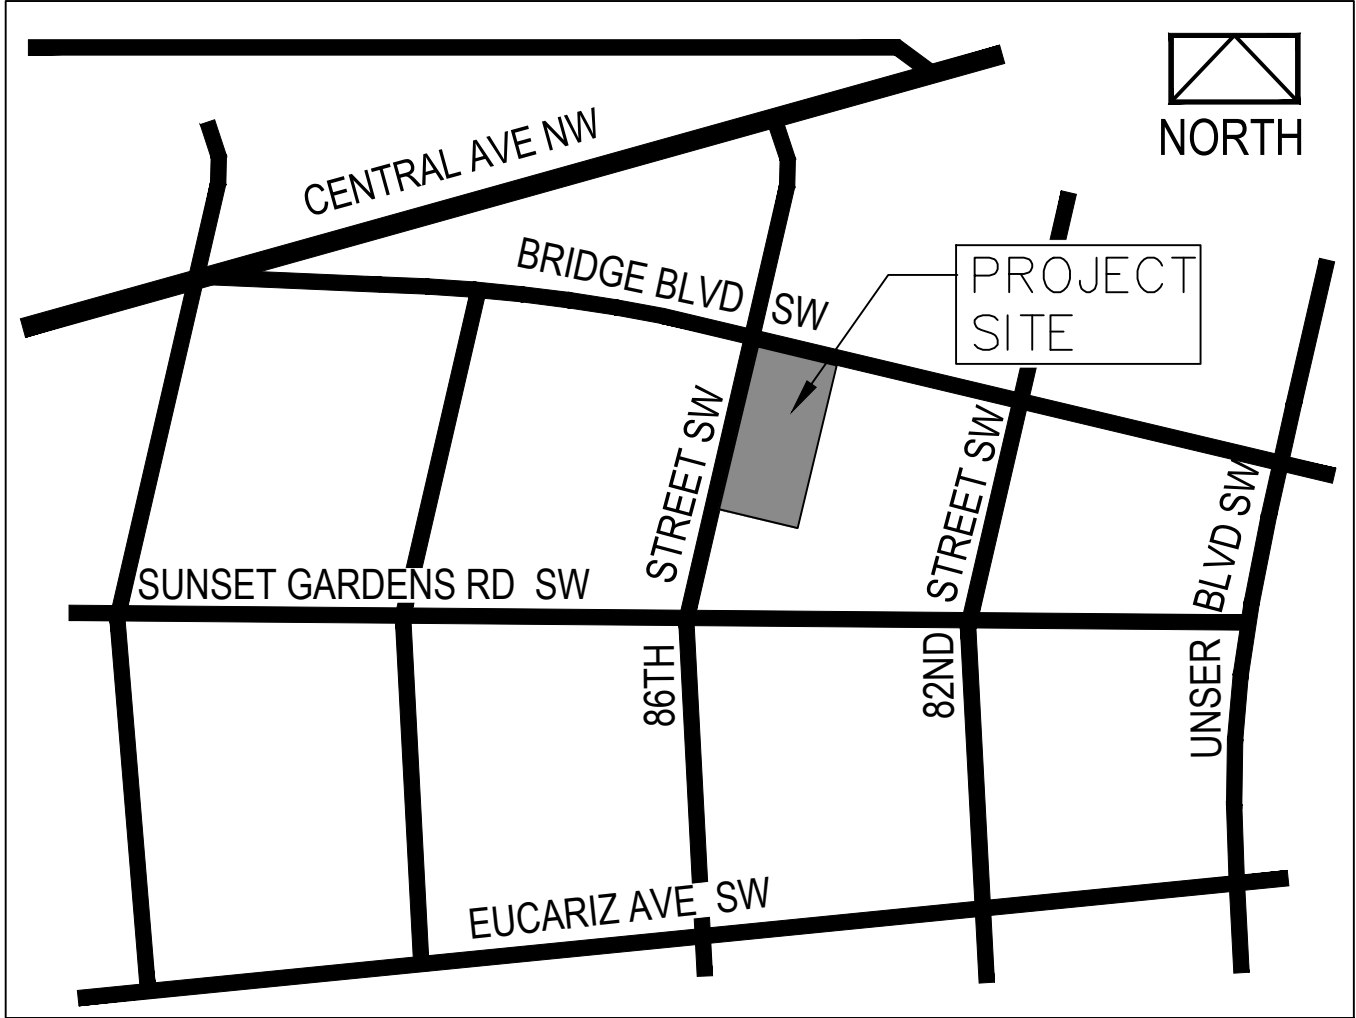 CENTRAL AVE NW
NORTH
BRIDGE BLVD SW
PROJECT
SITE
STREET SW
STREET SW
BLVD SW
SUNSET GARDENS RD SW
86TH
82ND
UNSER
EUCARIZ AVE SW